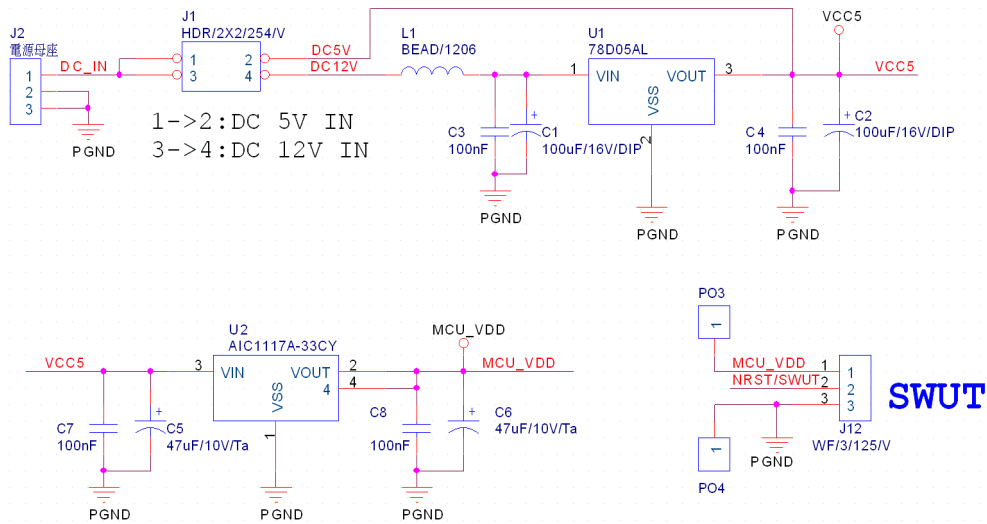 J2
電源母座
1
2
3
DC_IN
J1
HDR/2X2/254/V
1
2
3
4
DC5V
DC12V
L1
BEAD/1206
U1
78D05AL
1
VIN
VOUT
3
VSS
2
VCC5
VCC5
C3
100nF
+
C1
100uF/16V/DIP
C4
100nF
+
C2
100uF/16V/DIP
1->2:DC 5V IN
3->4:DC 12V IN
PGND
PGND
PGND
PGND
VCC5
U2
AIC1117A-33CY
3
VIN
VOUT
2
4
4
VSS
1
MCU_VDD
MCU_VDD
C7
100nF
+
C5
47uF/10V/Ta
C8
100nF
+
C6
47uF/10V/Ta
PGND
PGND
PGND
PO3
1
MCU_VDD
1
1
NRST/SWUT
2
2
3
3
SWUT
J12
WF/3/125/V
1
PO4
PGND